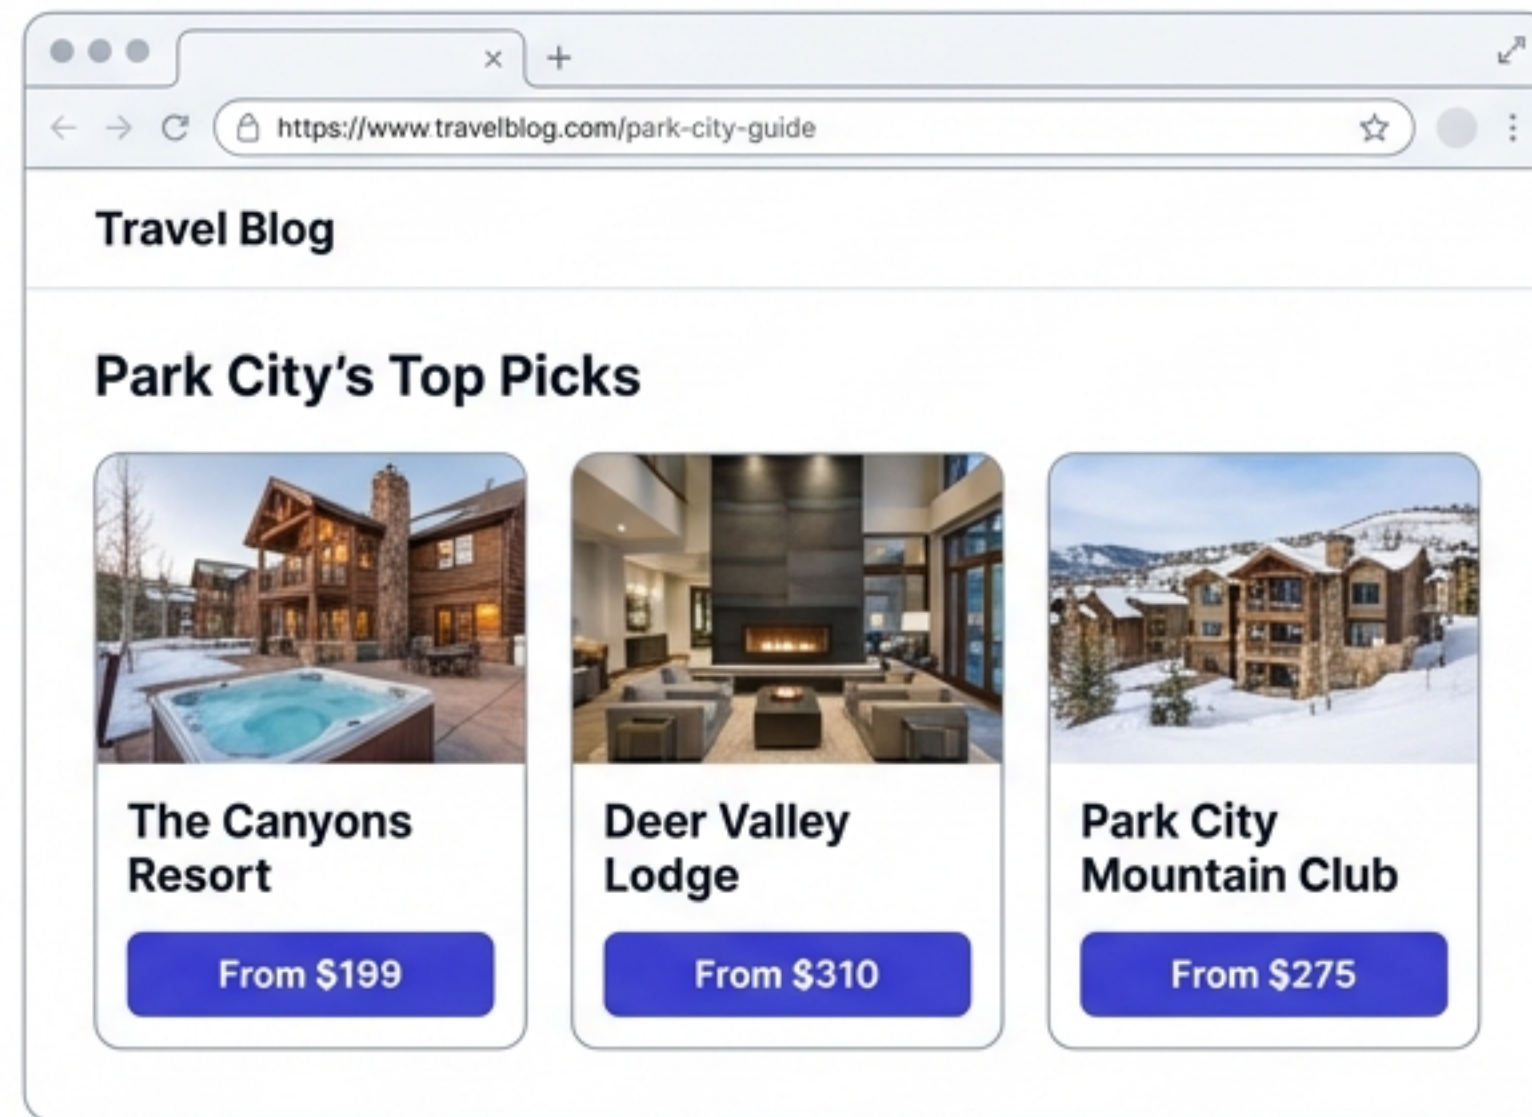 https://www.travelblog.com/park-city-guide
Travel Blog
Park City’s Top Picks
The Canyons
Resort
From $199
Deer Valley
Lodge
From $310
Park City
Mountain Club
From $275